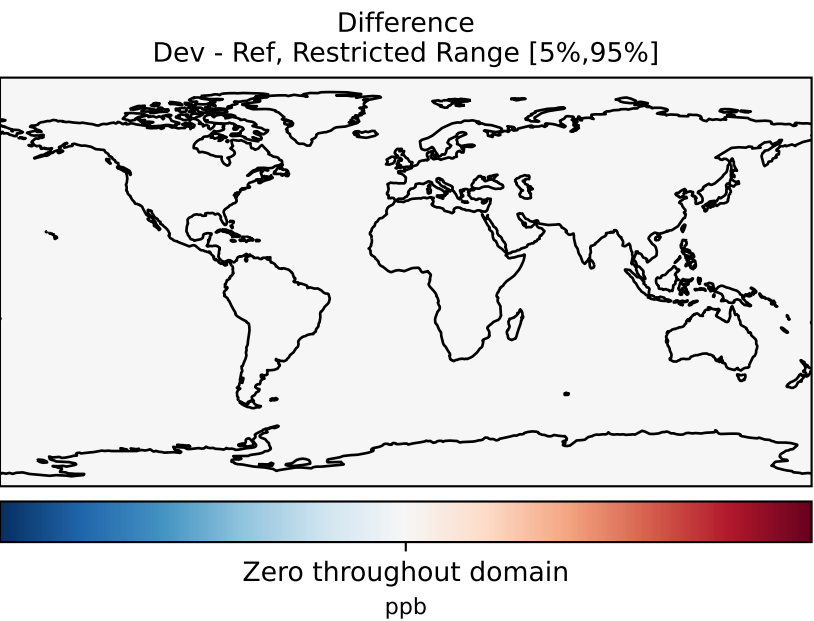 Difference
Dev - Ref, Restricted Range [5%,95%]
Zero throughout domain
ppb